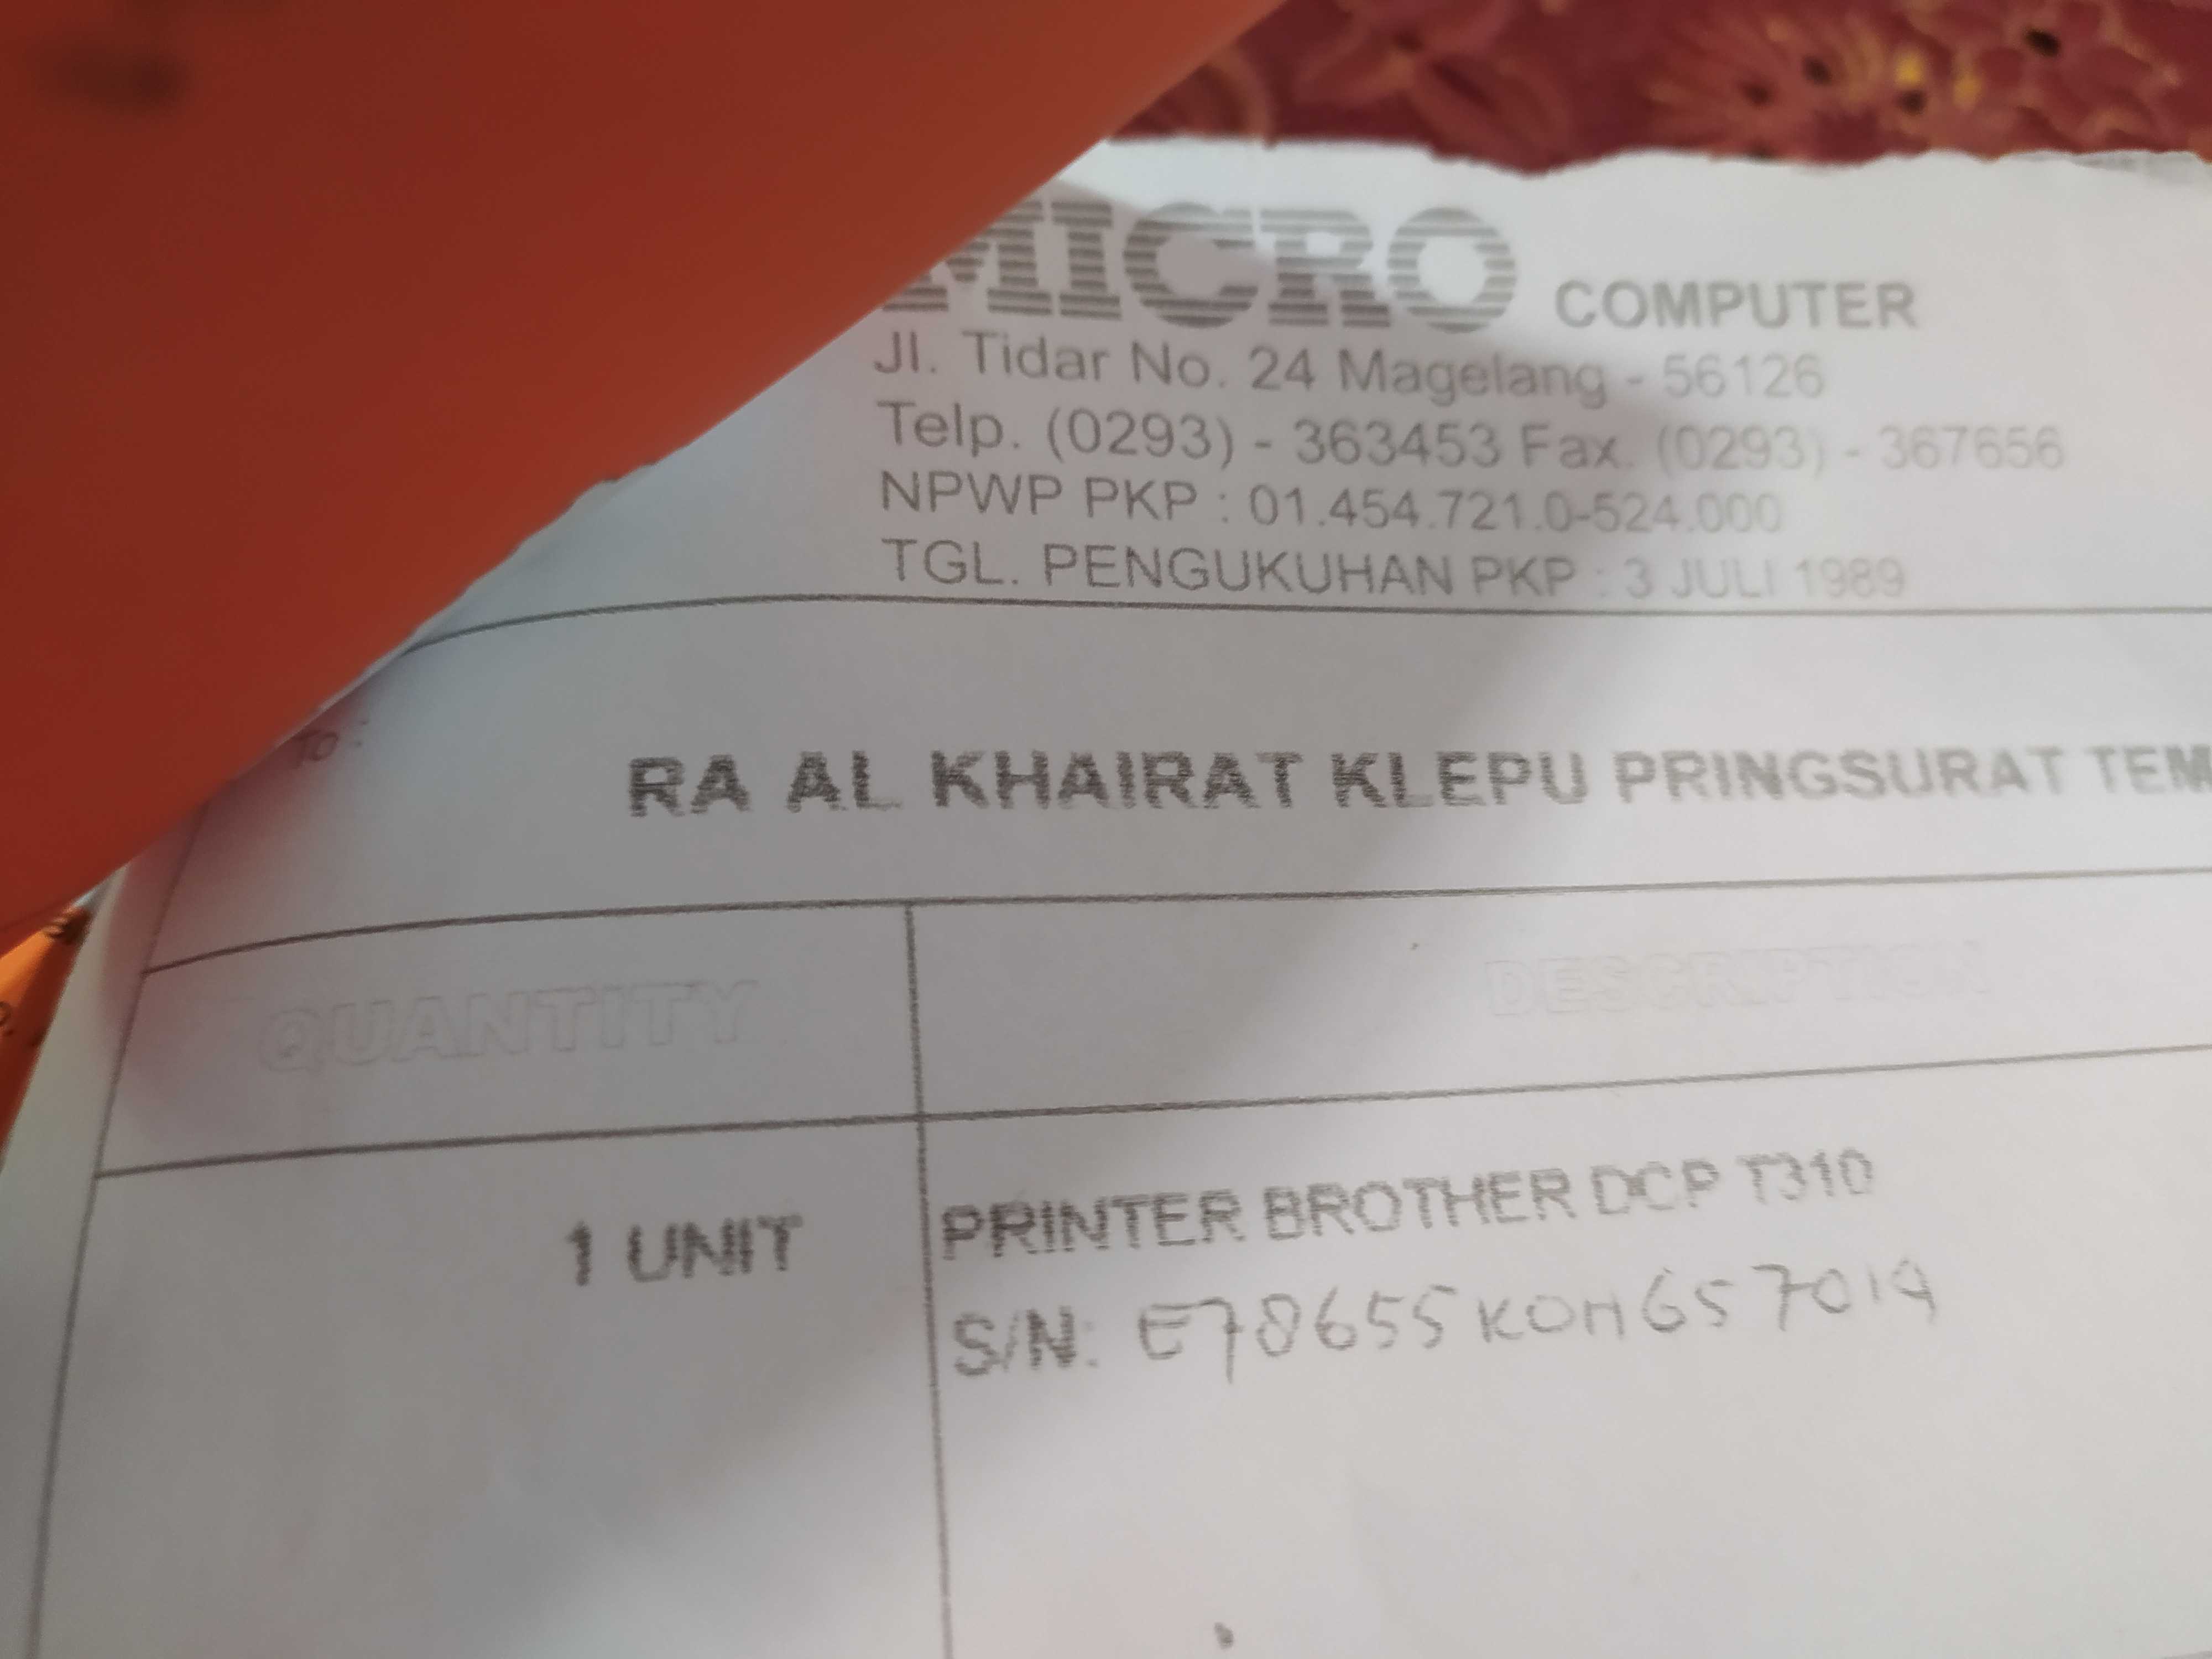 MICRO COMPUTER
Jl. Tidar No. 24 Magelang - 56126
Telp. (0293) - 363453 Fax. (0293) - 367656
NPWP PKP : 01.454.721.0-524.000
TGL. PENGUKUHAN PKP : 3 JULI 1989
TO :
RA AL KHAIRAT KLEPU PRINGSURAT TEM
QUANTITY DESCRIPTION
1 UNIT PRINTER BROTHER DCP T310
S/N: